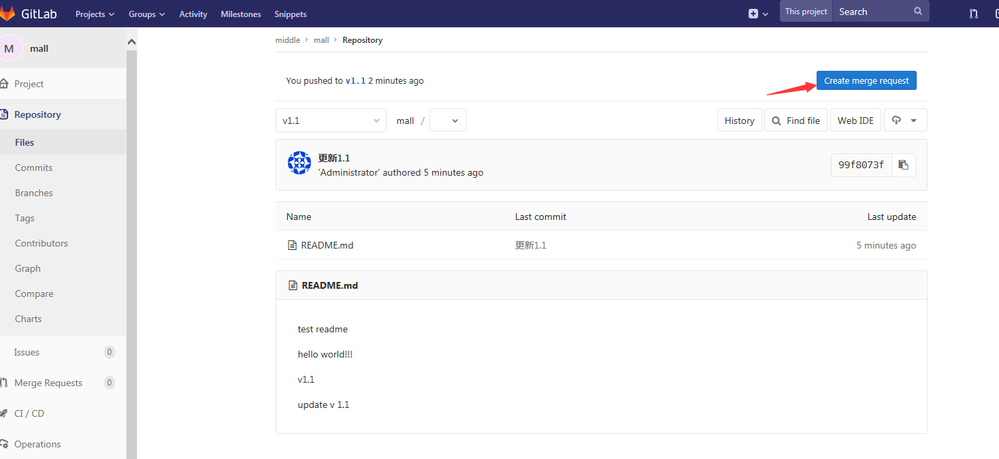 GitLab Projects Groups Activity Milestones Snippets This project Search
M mall
Project
Repository
Files
Commits
Branches
Tags
Contributors
Graph
Compare
Charts
Issues 0
Merge Requests 0
CI / CD
Operations
middle › mall › Repository
You pushed to v1.1 2 minutes ago
Create merge request
v1.1 mall / History Find file Web IDE
更新1.1
'Administrator' authored 5 minutes ago
99f8073f
Name Last commit Last update
README.md 更新1.1 5 minutes ago
README.md
test readme
hello world!!!
v1.1
update v 1.1